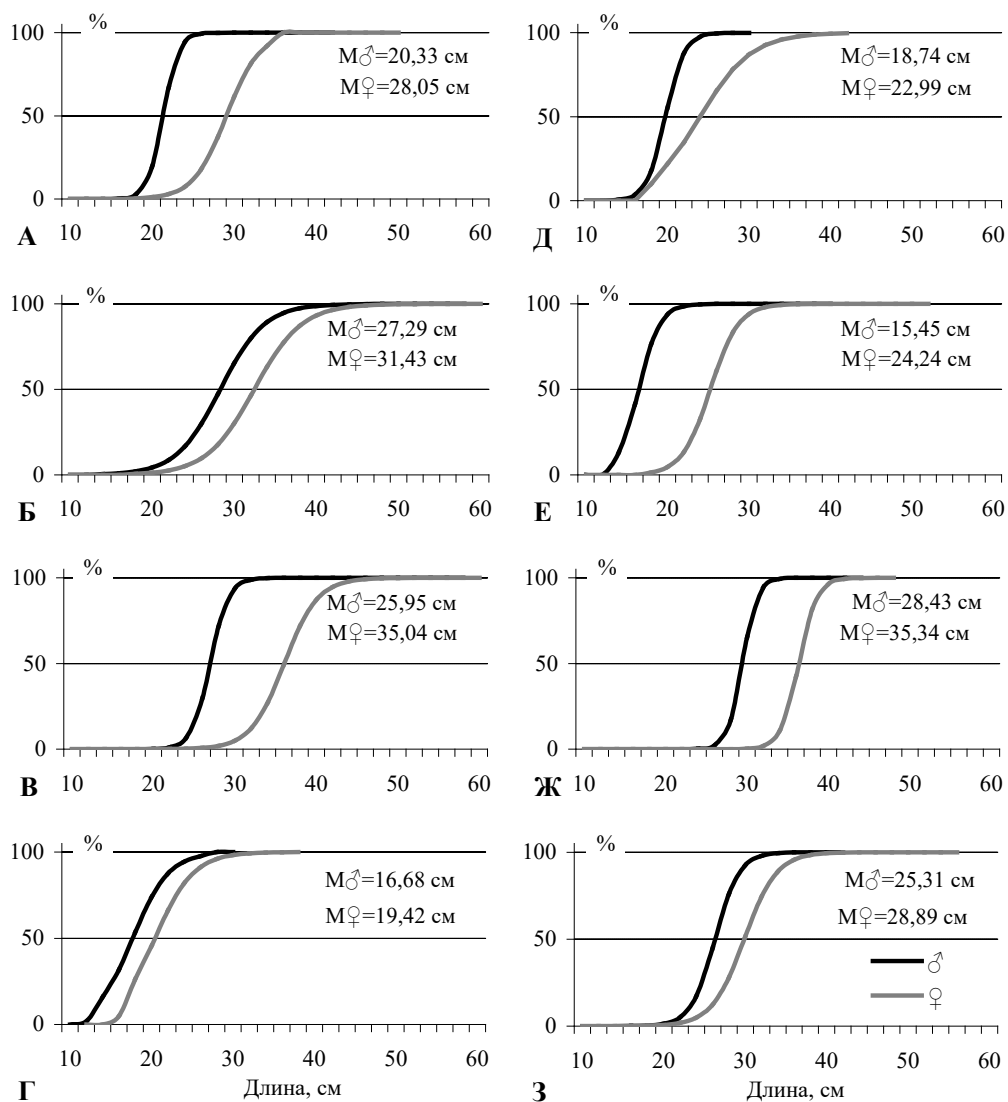 %
100
50
0
M♂=20,33 см
M♀=28,05 см
10 20 30 40 50 60
А
%
100
50
0
M♂=18,74 см
M♀=22,99 см
10 20 30 40 50 60
Д
%
100
50
0
M♂=27,29 см
M♀=31,43 см
10 20 30 40 50 60
Б
%
100
50
0
M♂=15,45 см
M♀=24,24 см
10 20 30 40 50 60
Е
%
100
50
0
M♂=25,95 см
M♀=35,04 см
10 20 30 40 50 60
В
%
100
50
0
M♂=28,43 см
M♀=35,34 см
10 20 30 40 50 60
Ж
%
100
50
0
M♂=16,68 см
M♀=19,42 см
10 20 30 40 50 60
Г
Длина, см
%
100
50
0
M♂=25,31 см
M♀=28,89 см
♂
♀
10 20 30 40 50 60
З
Длина, см